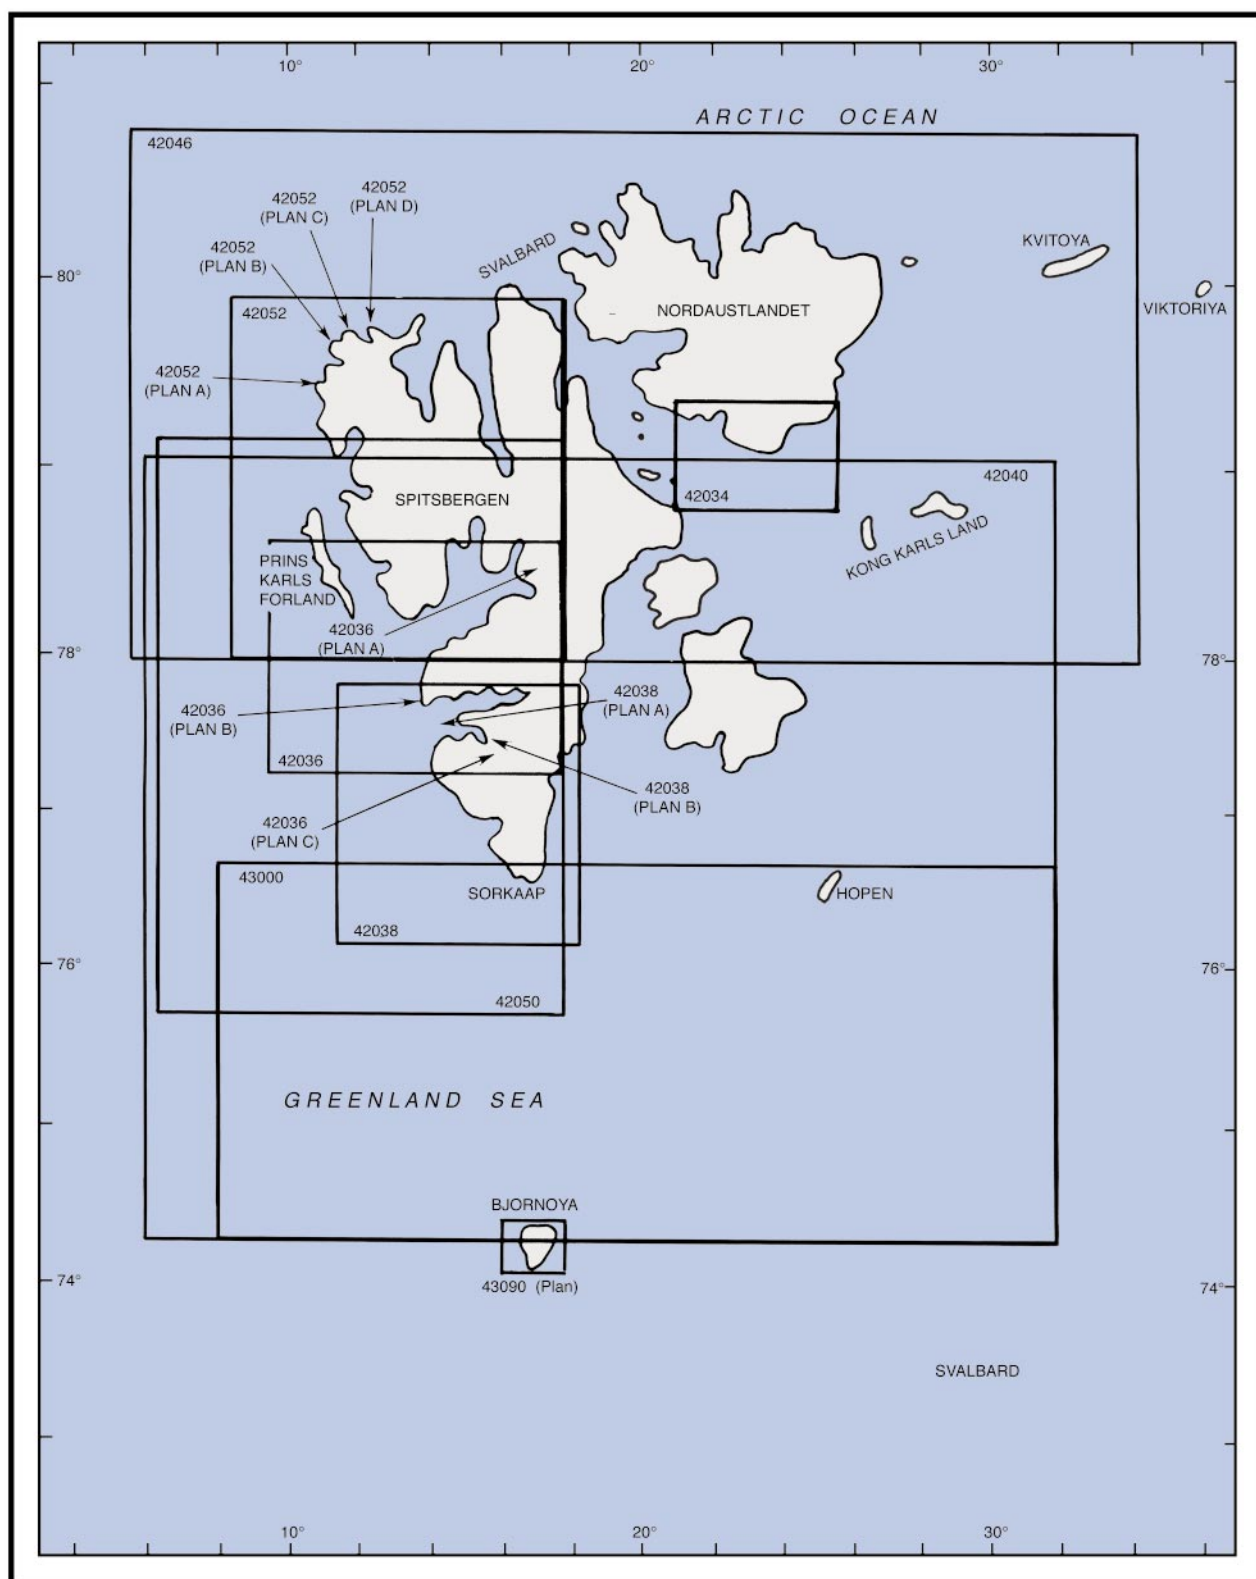 10°
20°
30°
ARCTIC OCEAN
42046
42052
(PLAN D)
42052
(PLAN C)
42052
(PLAN B)
SVALBARD
KVITOYA
80°
80°
VIKTORIYA
42052
NORDAUSTLANDET
42052
(PLAN A)
42040
42034
SPITSBERGEN
KONG KARLS LAND
PRINS
KARLS
FORLAND
42036
(PLAN A)
78°
78°
42038
(PLAN A)
42036
(PLAN B)
42036
42038
(PLAN B)
42036
(PLAN C)
43000
SORKAAP
HOPEN
42038
76°
76°
42050
GREENLAND SEA
BJORNOYA
74°
43090 (Plan)
74°
SVALBARD
10°
20°
30°